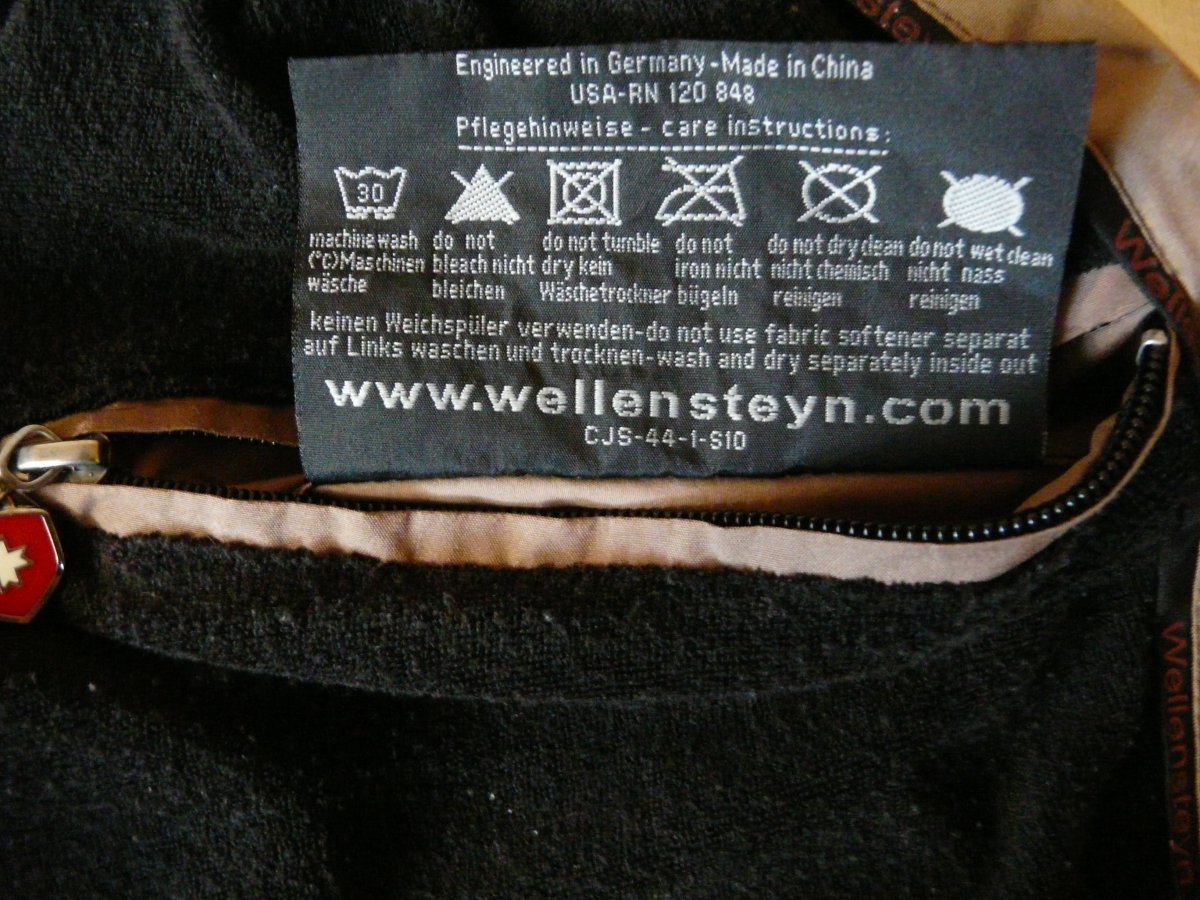 Engineered in Germany-Made in China
USA-RN 120 848
Pflegehinweise - care instructions:
30
machine wash
(°C)Maschinen
wäsche
do not
bleach nicht
bleichen
do not tumble
dry kein
Wäschetrockner
do not
iron nicht
bügeln
do not dry clean
nicht chemisch
reinigen
do not wet clean
nicht nass
reinigen
keinen Weichspüler verwenden-do not use fabric softener separat
auf Links waschen und trocknen-wash and dry separately inside out
www.wellensteyn.com
CJS-44-1-S10
Wellensteyn